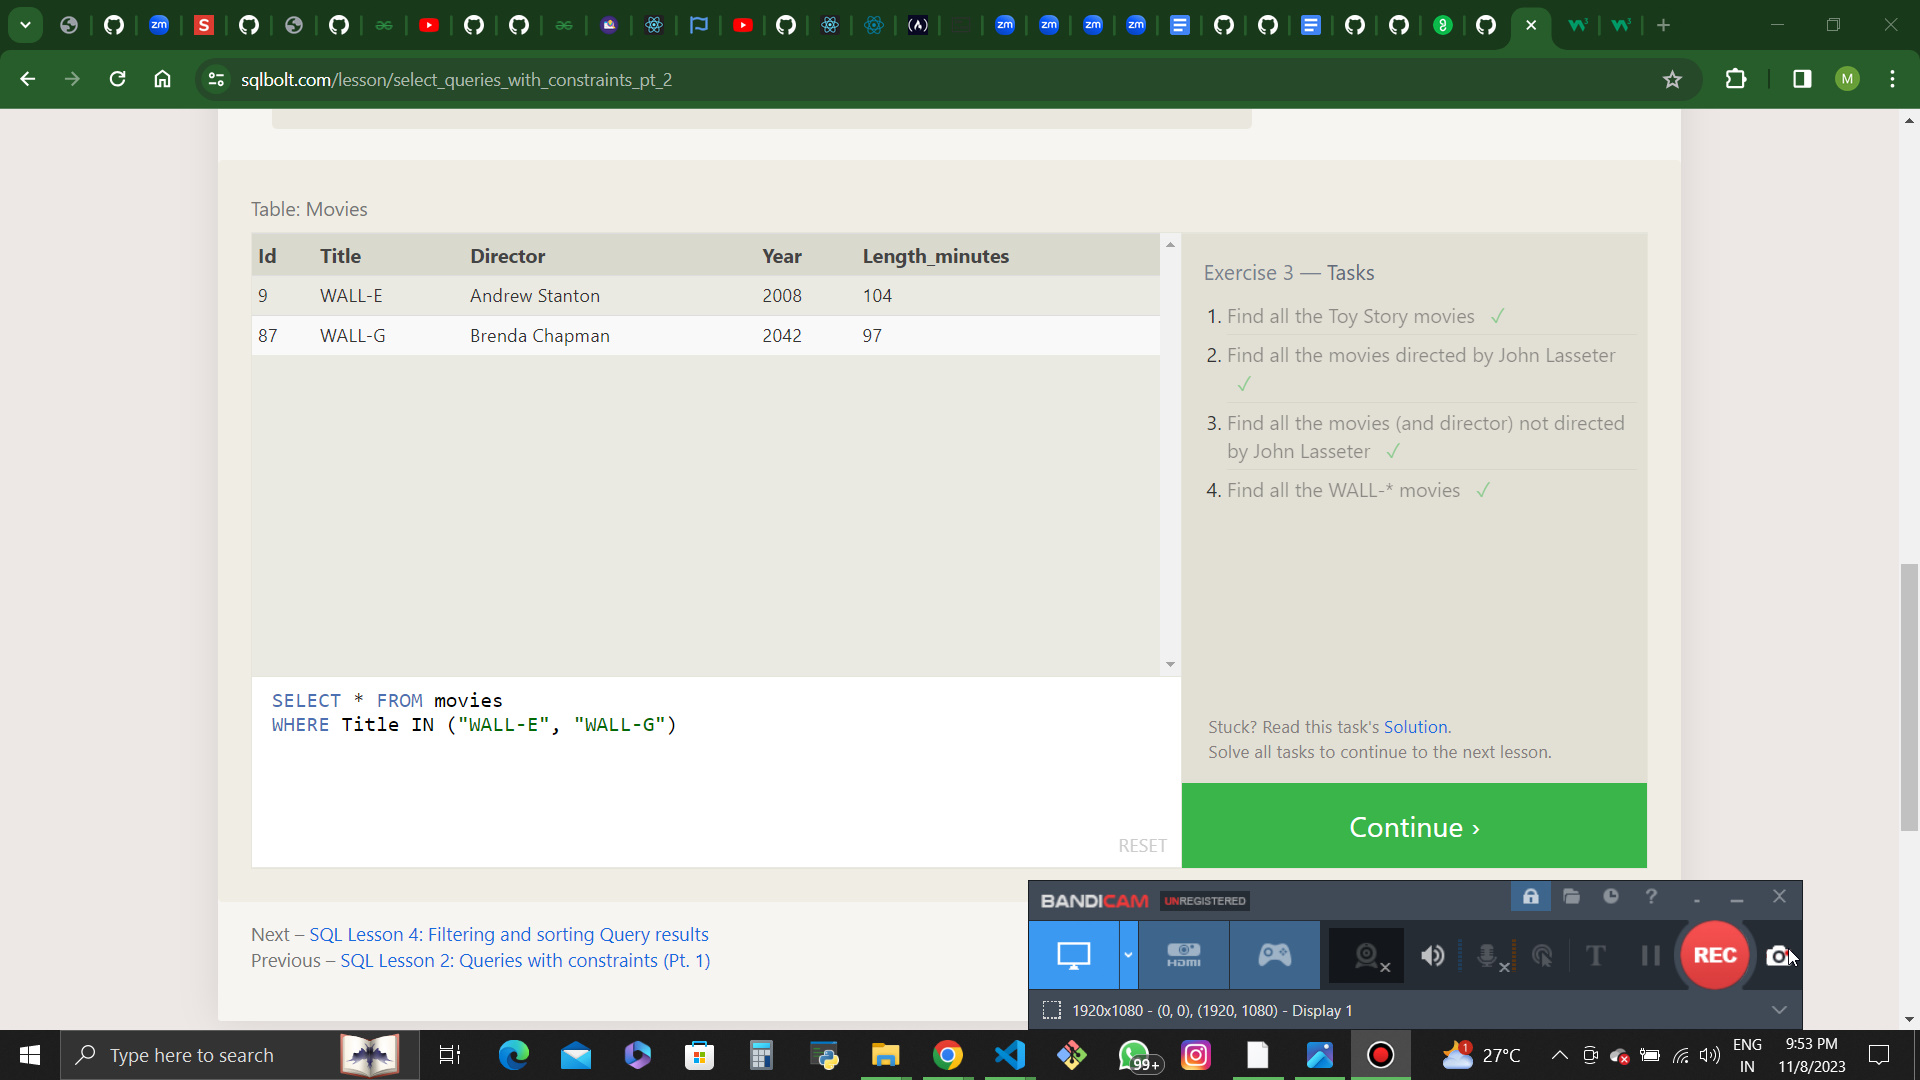 sqlbolt.com/lesson/select_queries_with_constraints_pt_2
M
Table: Movies
Id Title Director Year Length_minutes
9 WALL-E Andrew Stanton 2008 104
87 WALL-G Brenda Chapman 2042 97
Exercise 3 — Tasks
1. Find all the Toy Story movies ✓
2. Find all the movies directed by John Lasseter
✓
3. Find all the movies (and director) not directed
by John Lasseter ✓
4. Find all the WALL-* movies ✓
SELECT * FROM movies
WHERE Title IN ("WALL-E", "WALL-G")
RESET
Stuck? Read this task's Solution.
Solve all tasks to continue to the next lesson.
Continue ›
Next – SQL Lesson 4: Filtering and sorting Query results
Previous – SQL Lesson 2: Queries with constraints (Pt. 1)
BANDICAM UNREGISTERED
HDMI
T
REC
1920x1080 - (0, 0), (1920, 1080) - Display 1
Type here to search
99+
1
27°C
ENG
IN
9:53 PM
11/8/2023